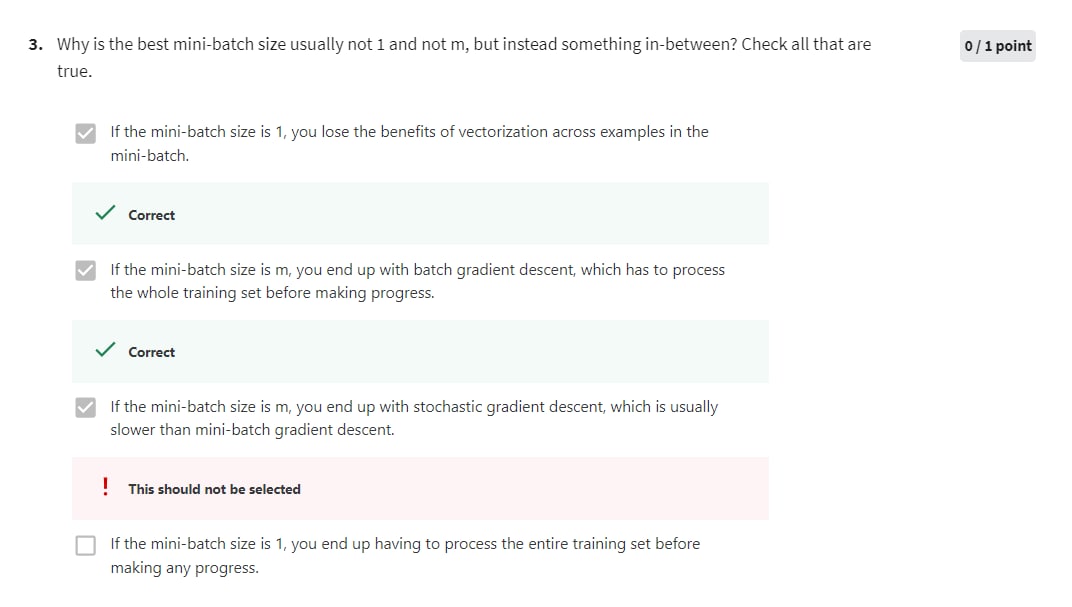 3. Why is the best mini-batch size usually not 1 and not m, but instead something in-between? Check all that are
true.
0 / 1 point
If the mini-batch size is 1, you lose the benefits of vectorization across examples in the
mini-batch.
Correct
If the mini-batch size is m, you end up with batch gradient descent, which has to process
the whole training set before making progress.
Correct
If the mini-batch size is m, you end up with stochastic gradient descent, which is usually
slower than mini-batch gradient descent.
! This should not be selected
If the mini-batch size is 1, you end up having to process the entire training set before
making any progress.